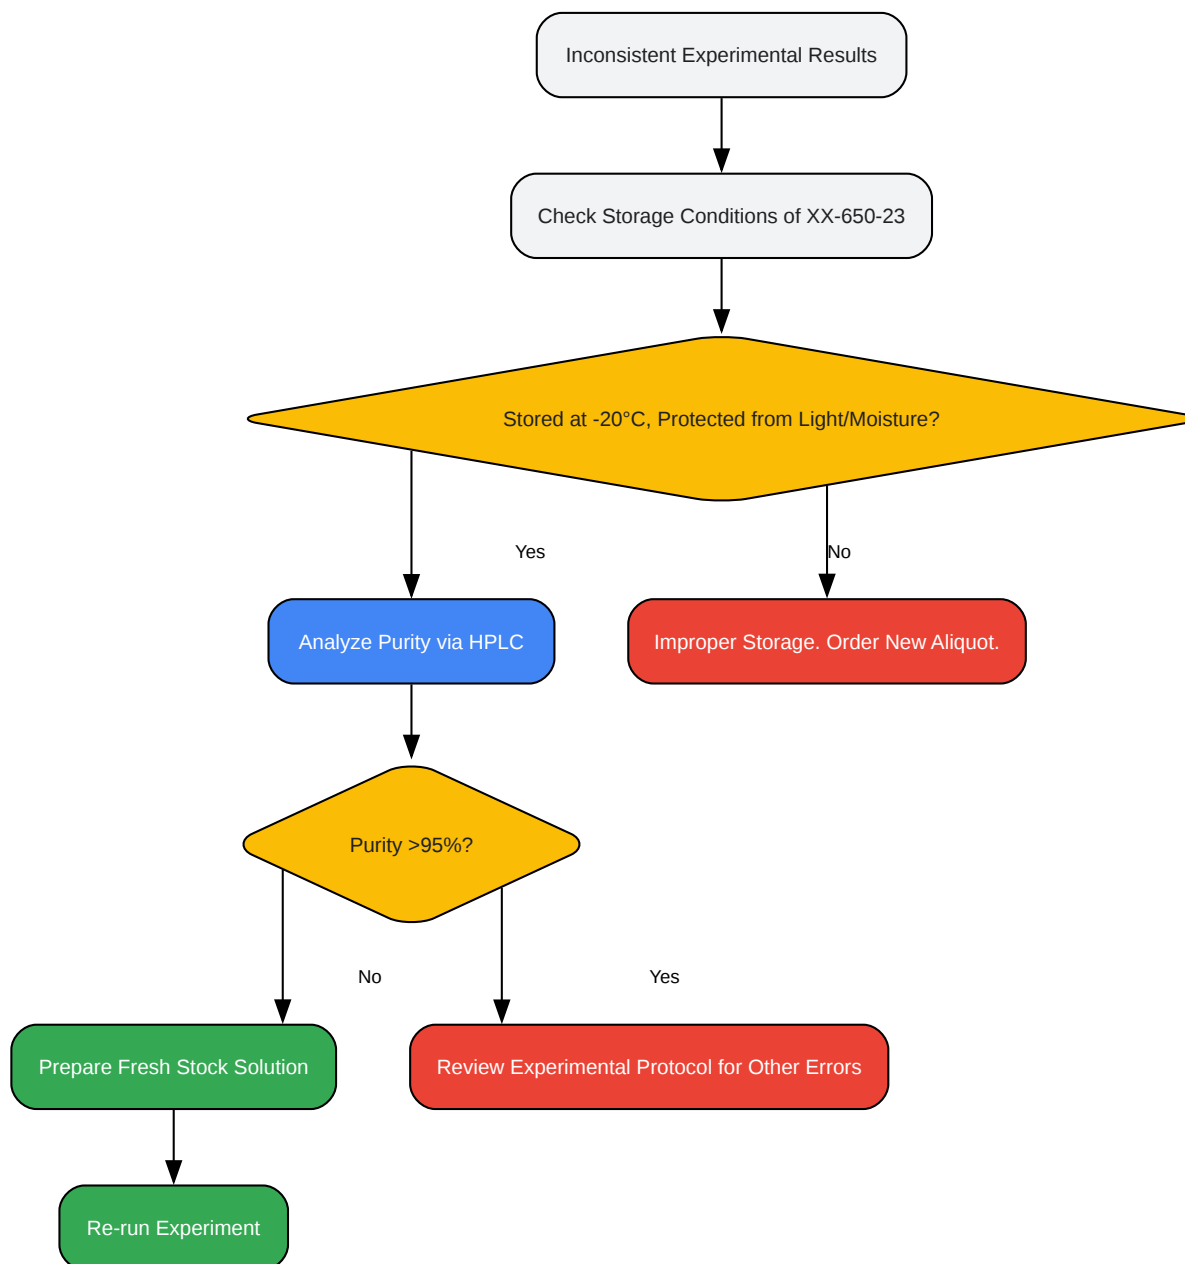 Inconsistent Experimental Results
Check Storage Conditions of XX-650-23
Stored at -20°C, Protected from Light/Moisture?
Yes
No
Analyze Purity via HPLC
Improper Storage. Order New Aliquot.
Purity >95%?
No
Yes
Prepare Fresh Stock Solution
Review Experimental Protocol for Other Errors
Re-run Experiment